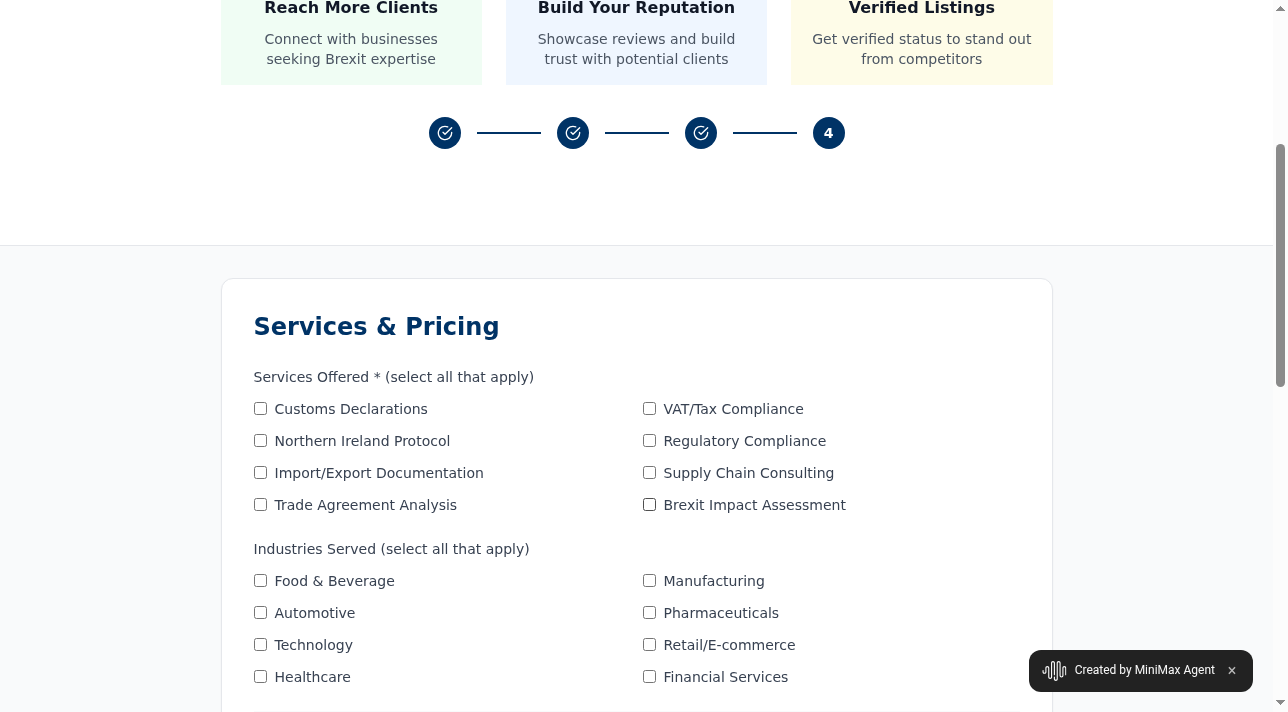 Reach More Clients
Connect with businesses
seeking Brexit expertise
Build Your Reputation
Showcase reviews and build
trust with potential clients
Verified Listings
Get verified status to stand out
from competitors
4
Services & Pricing
Services Offered * (select all that apply)
Customs Declarations
VAT/Tax Compliance
Northern Ireland Protocol
Regulatory Compliance
Import/Export Documentation
Supply Chain Consulting
Trade Agreement Analysis
Brexit Impact Assessment
Industries Served (select all that apply)
Food & Beverage
Manufacturing
Automotive
Pharmaceuticals
Technology
Retail/E-commerce
Healthcare
Financial Services
Created by MiniMax Agent ×